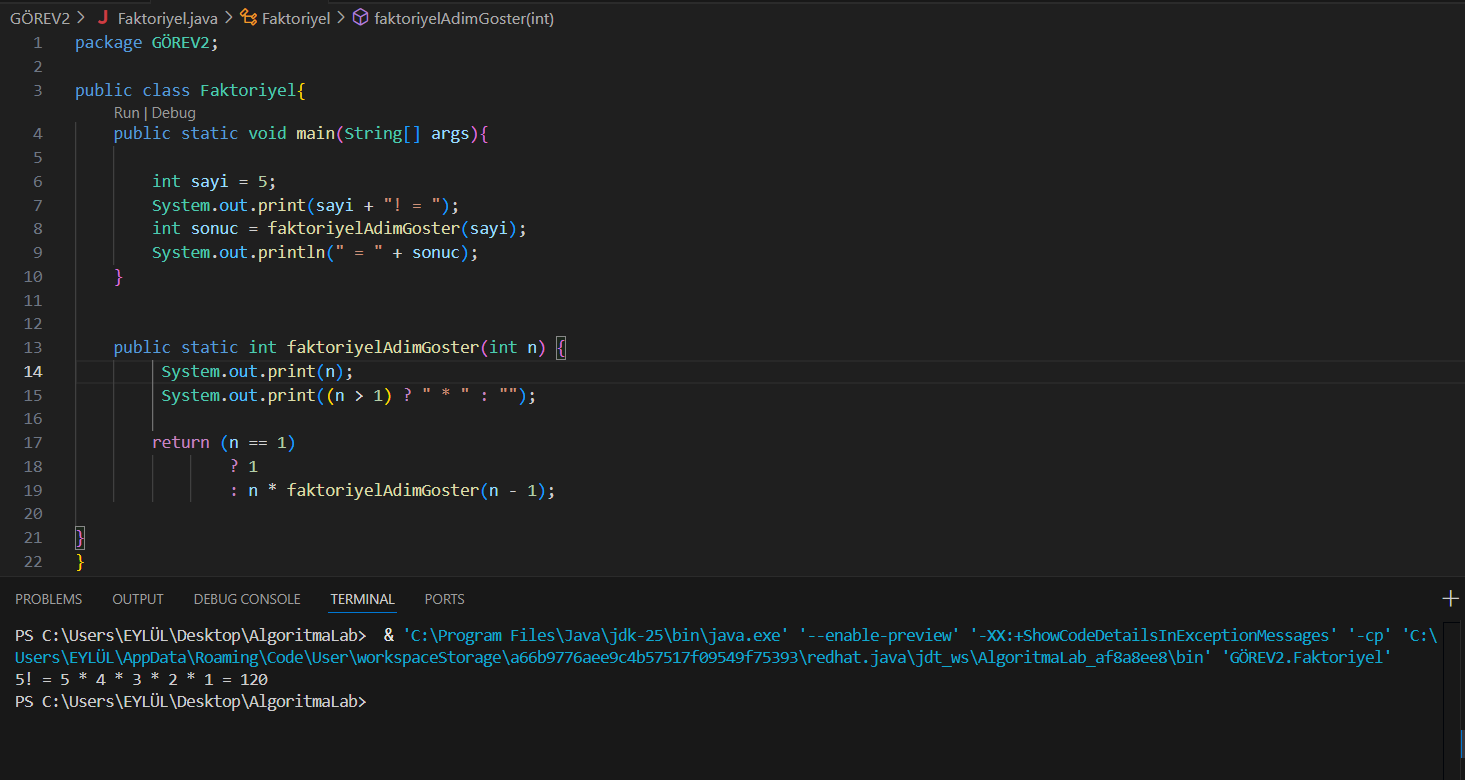 GÖREV2 > J Faktoriyel.java > Faktoriyel > faktoriyelAdimGoster(int)
1 package GÖREV2;
2
3 public class Faktoriyel{
Run | Debug
4 public static void main(String[] args){
5
6 int sayi = 5;
7 System.out.print(sayi + "! = ");
8 int sonuc = faktoriyelAdimGoster(sayi);
9 System.out.println(" = " + sonuc);
10 }
11
12
13 public static int faktoriyelAdimGoster(int n) {
14 System.out.print(n);
15 System.out.print((n > 1) ? " * " : "");
16
17 return (n == 1)
18 ? 1
19 : n * faktoriyelAdimGoster(n - 1);
20
21 }
22 }
PROBLEMS OUTPUT DEBUG CONSOLE TERMINAL PORTS +
PS C:\Users\EYLÜL\Desktop\AlgoritmaLab>  & 'C:\Program Files\Java\jdk-25\bin\java.exe' '--enable-preview' '-XX:+ShowCodeDetailsInExceptionMessages' '-cp' 'C:\
Users\EYLÜL\AppData\Roaming\Code\User\workspaceStorage\a66b9776aee9c4b57517f09549f75393\redhat.java\jdt_ws\AlgoritmaLab_af8a8ee8\bin' 'GÖREV2.Faktoriyel'
5! = 5 * 4 * 3 * 2 * 1 = 120
PS C:\Users\EYLÜL\Desktop\AlgoritmaLab>